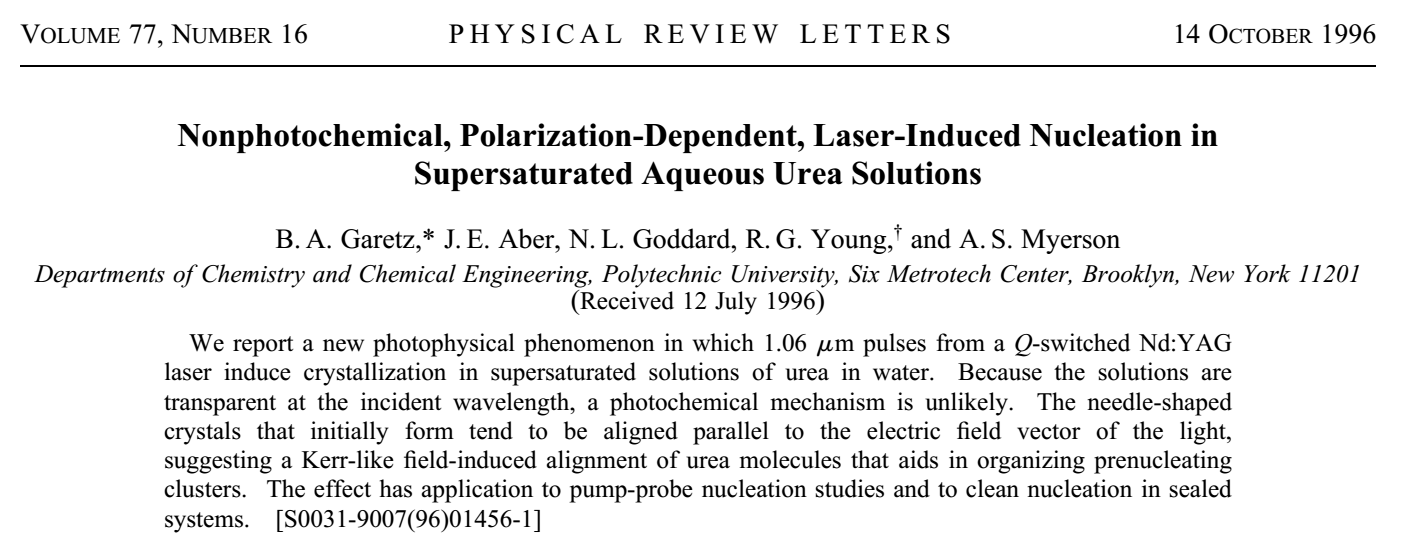 VOLUME 77, NUMBER 16 PHYSICAL REVIEW LETTERS 14 OCTOBER 1996
Nonphotochemical, Polarization-Dependent, Laser-Induced Nucleation in
Supersaturated Aqueous Urea Solutions
B. A. Garetz,* J. E. Aber, N. L. Goddard, R. G. Young,† and A. S. Myerson
Departments of Chemistry and Chemical Engineering, Polytechnic University, Six Metrotech Center, Brooklyn, New York 11201
(Received 12 July 1996)
We report a new photophysical phenomenon in which 1.06 μm pulses from a Q-switched Nd:YAG
laser induce crystallization in supersaturated solutions of urea in water. Because the solutions are
transparent at the incident wavelength, a photochemical mechanism is unlikely. The needle-shaped
crystals that initially form tend to be aligned parallel to the electric field vector of the light,
suggesting a Kerr-like field-induced alignment of urea molecules that aids in organizing prenucleating
clusters. The effect has application to pump-probe nucleation studies and to clean nucleation in sealed
systems. [S0031-9007(96)01456-1]